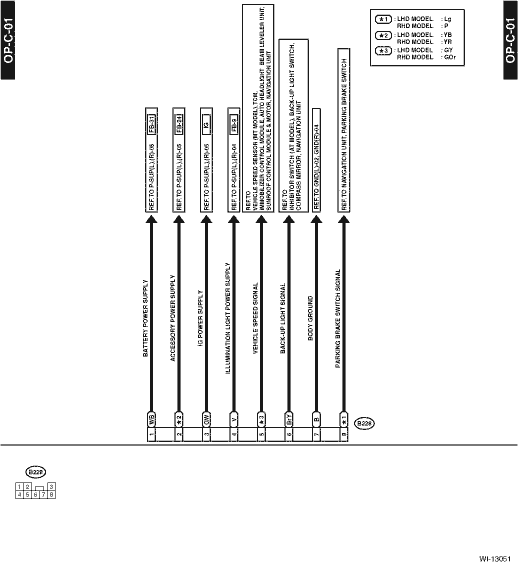 OP-C-01
OP-C-01
★1 : LHD MODEL : Lg
RHD MODEL : P
★2 : LHD MODEL : YB
RHD MODEL : YR
★3 : LHD MODEL : GY
RHD MODEL : GOr
FB-31
REF. TO P-SUP(L),(R)-05
BATTERY POWER SUPPLY
WB
1
FB-24
REF. TO P-SUP(L),(R)-05
ACCESSORY POWER SUPPLY
★2
2
IG
REF. TO P-SUP(L),(R)-05
IG POWER SUPPLY
GW
3
FB-9
REF. TO P-SUP(L),(R)-04
ILLUMINATION LIGHT POWER SUPPLY
V
4
REF. TO
VEHICLE SPEED SENSOR (MT MODEL), TCM,
IMMOBILIZER CONTROL MODULE, AUTO HEADLIGHT BEAM LEVELER UNIT,
SUNROOF CONTROL MODULE & MOTOR, NAVIGATION UNIT
VEHICLE SPEED SIGNAL
★3
5
REF. TO
INHIBITOR SWITCH (AT MODEL), BACK-UP LIGHT SWITCH,
COMPASS MIRROR, NAVIGATION UNIT
BACK-UP LIGHT SIGNAL
BrY
6
REF. TO GND(L)-02, GND(R)-04
BODY GROUND
B
7
REF. TO NAVIGATION UNIT, PARKING BRAKE SWITCH
PARKING BRAKE SWITCH SIGNAL
★1
8
B228
B228
1 2 3
4 5 6 7 8
WI-13051